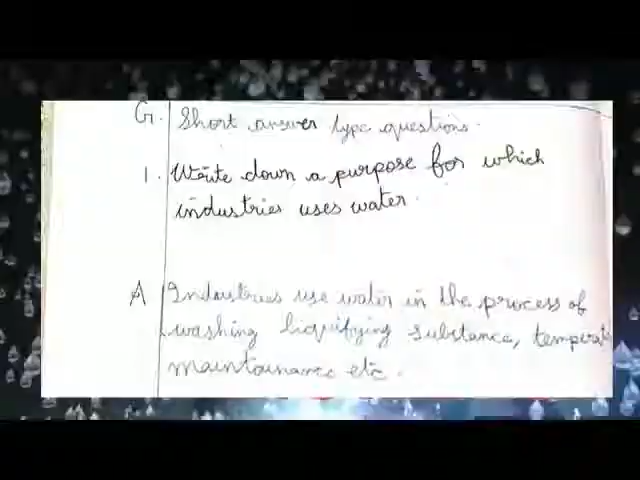 G. Short answer type questions.
1. Write down a purpose for which
industries uses water.
A Industries use water in the process of
washing liquifying substance, temperat
maintainance etc.